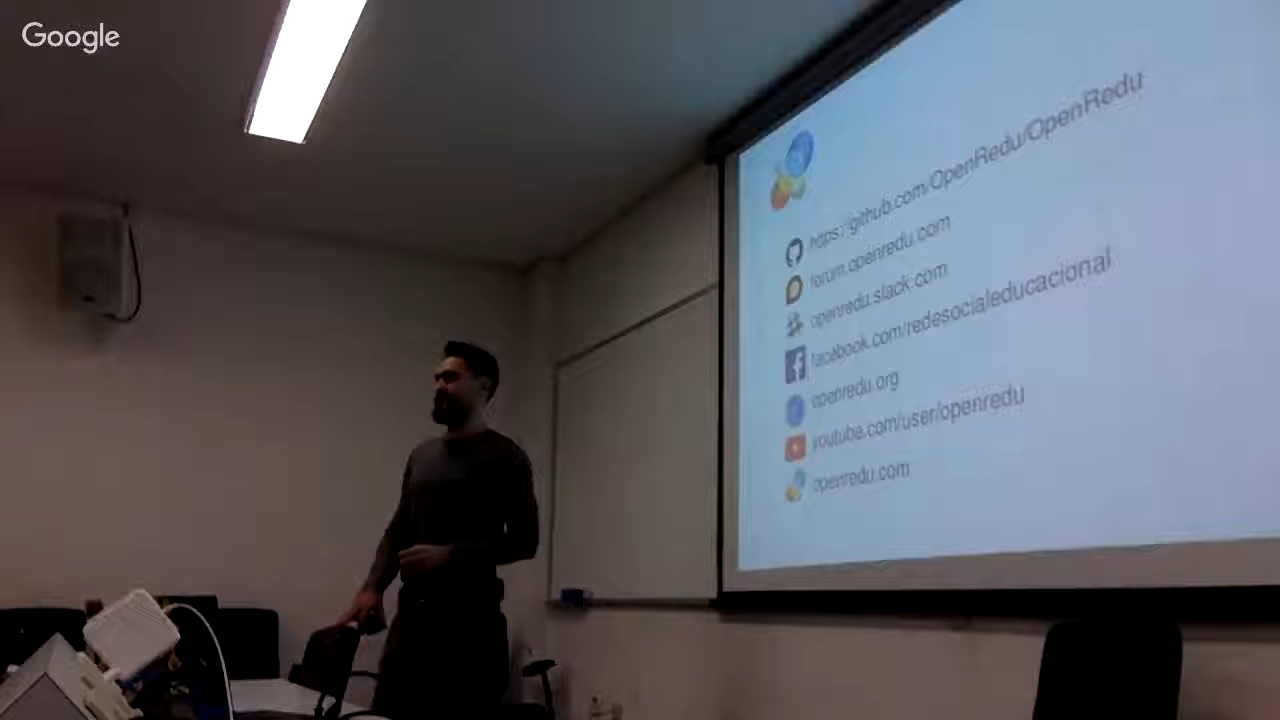 Google
https://github.com/OpenRedu/OpenRedu
forum.openredu.com
openredu.slack.com
facebook.com/redesocialeducacional
openredu.org
youtube.com/user/openredu
openredu.com